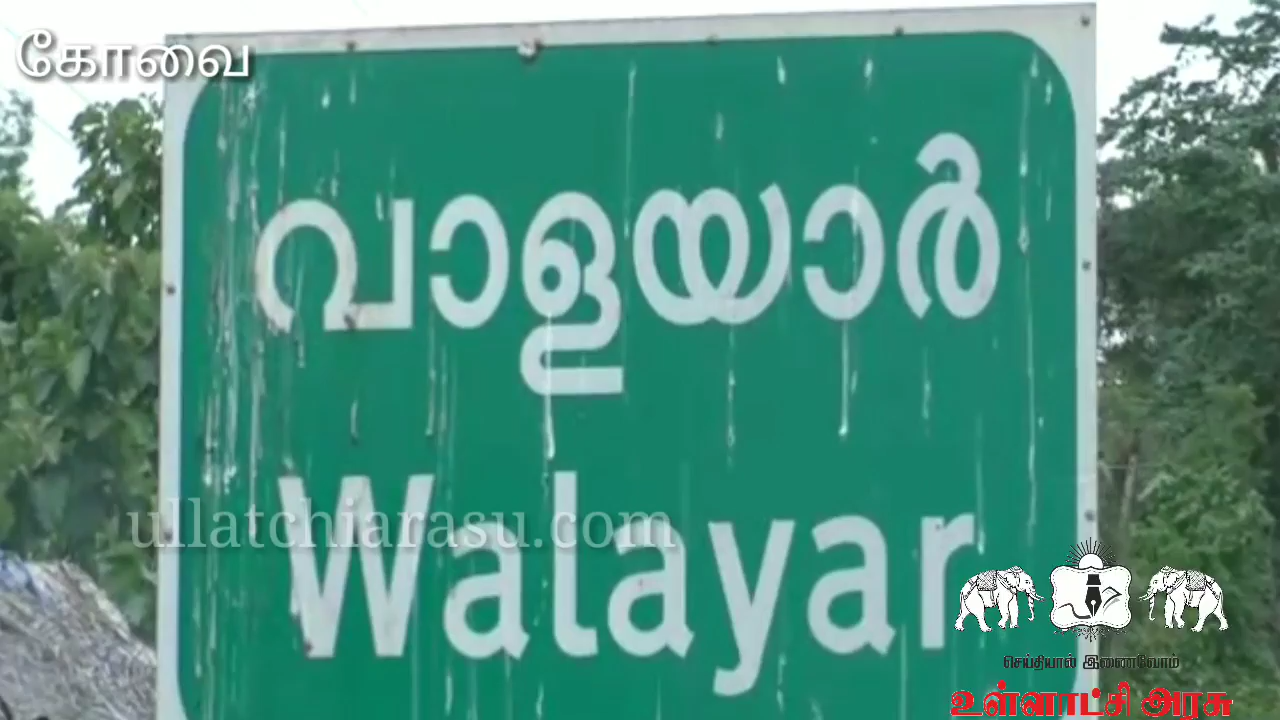 கோவை
വാളയാർ
Walayar
ullatchiarasu.com
செய்தியால் இணைவோம்
உள்ளாட்சி அரசு